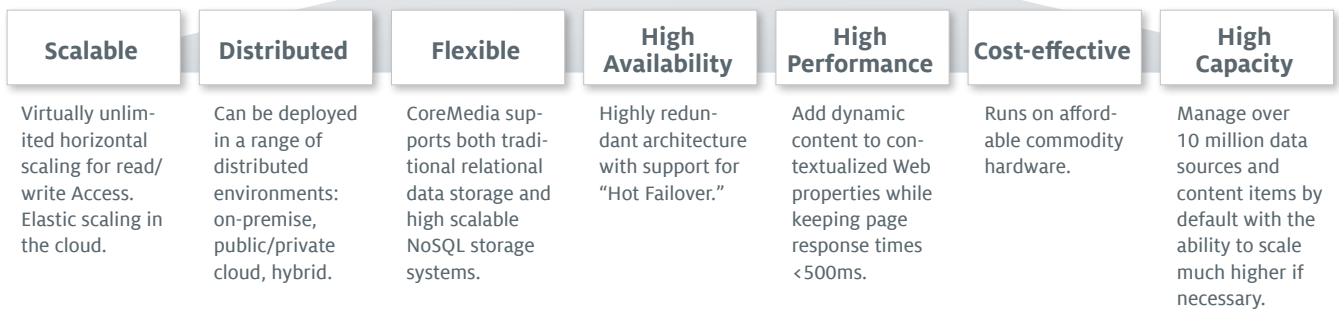 Scalable
Virtually unlim-
ited horizontal
scaling for read/
write Access.
Elastic scaling in
the cloud.
Distributed
Can be deployed
in a range of
distributed
environments:
on-premise,
public/private
cloud, hybrid.
Flexible
CoreMedia sup-
ports both tradi-
tional relational
data storage and
high scalable
NoSQL storage
systems.
High
Availability
Highly redun-
dant architecture
with support for
“Hot Failover.”
High
Performance
Add dynamic
content to con-
textualized Web
properties while
keeping page
response times
<500ms.
Cost-effective
Runs on afford-
able commodity
hardware.
High
Capacity
Manage over
10 million data
sources and
content items by
default with the
ability to scale
much higher if
necessary.